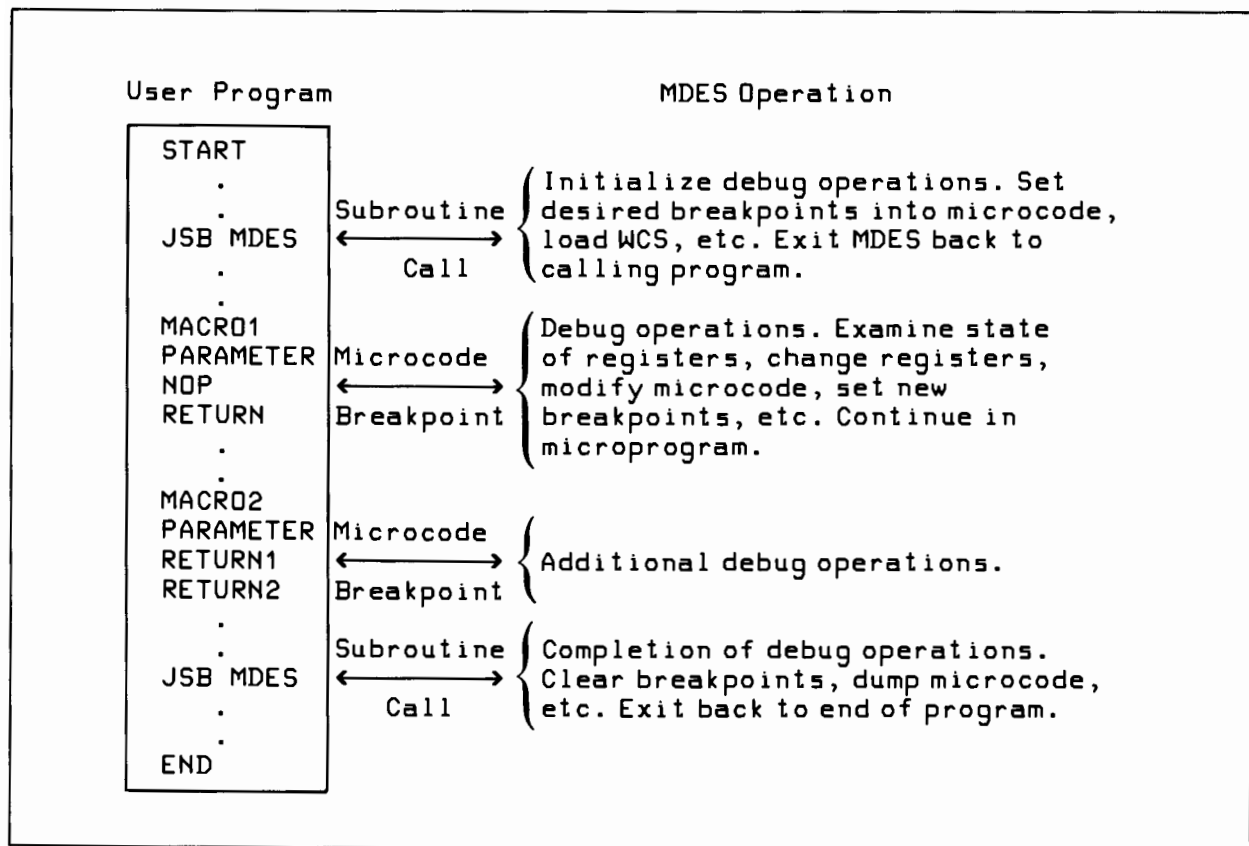 User Program MDES Operation
START
.
Initialize debug operations. Set
. Subroutine desired breakpoints into microcode,
JSB MDES load WCS, etc. Exit MDES back to
. Call calling program.
.
MACRO1 Debug operations. Examine state
PARAMETER Microcode of registers, change registers,
NOP modify microcode, set new
RETURN Breakpoint breakpoints, etc. Continue in
. microprogram.
.
MACRO2
PARAMETER Microcode
RETURN1 Additional debug operations.
RETURN2 Breakpoint
.
. Subroutine Completion of debug operations.
JSB MDES Clear breakpoints, dump microcode,
. Call etc. Exit back to end of program.
.
END